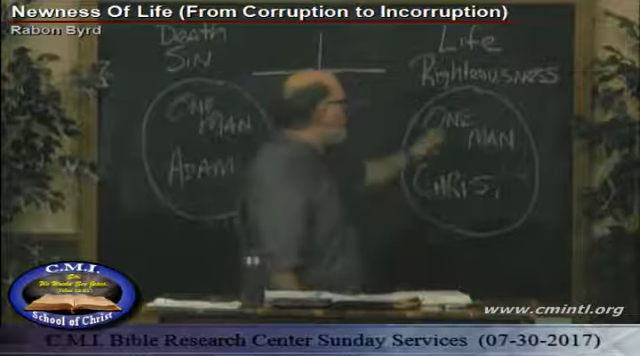 Newness Of Life (From Corruption to Incorruption)
Rabon Byrd
Death
Sin
Life
Righteousness
One
Man
Adam
One
Man
Christ
C.M.I.
School of Christ
www.cmintl.org
C.M.I. Bible Research Center Sunday Services (07-30-2017)